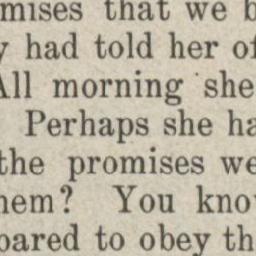 mises that we b
y had told her of
All morning she
Perhaps she ha
the promises we
hem? You know
pared to obey th